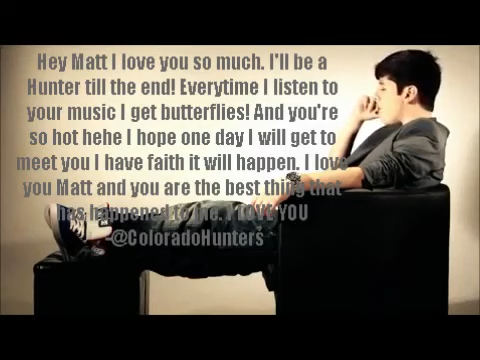 Hey Matt I love you so much. I'll be a
Hunter till the end! Everytime I listen to
your music I get butterflies! And you're
so hot hehe I hope one day I will get to
meet you I have faith it will happen. I love
you Matt and you are the best thing that
has happened to me. I LOVE YOU
@ColoradoHunters